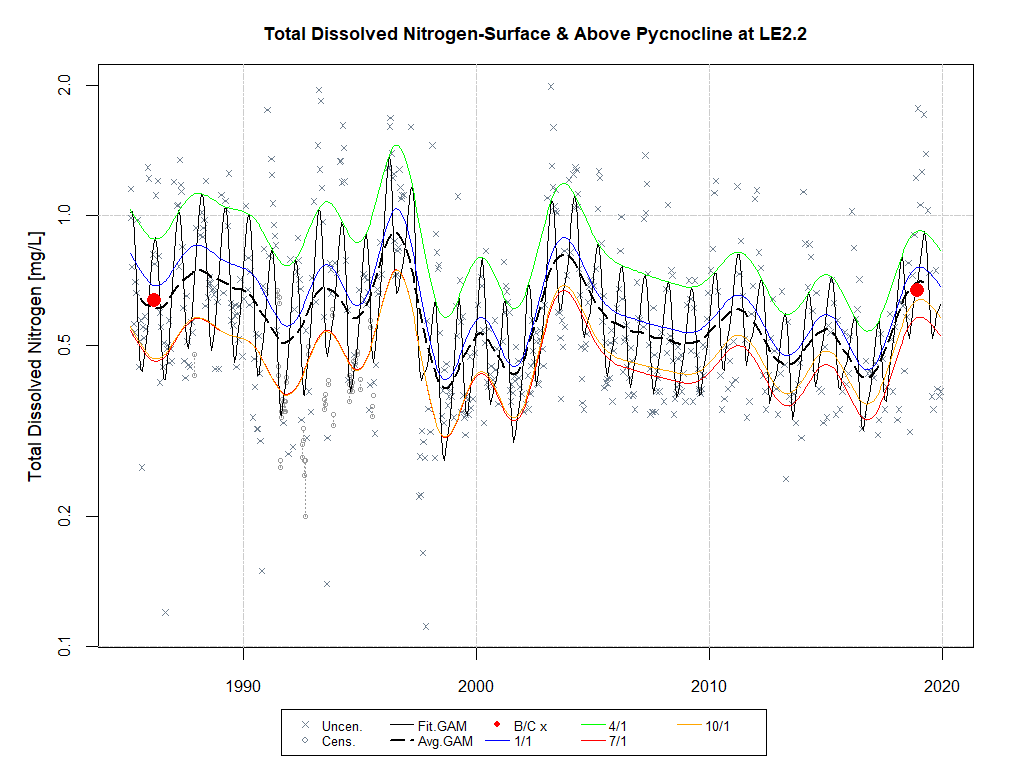 Total Dissolved Nitrogen-Surface & Above Pycnocline at LE2.2
Total Dissolved Nitrogen [mg/L]
2.0
1.0
0.5
0.2
0.1
1990 2000 2010 2020
Uncen. Fit.GAM B/C x 4/1 10/1
Cens. Avg.GAM 1/1 7/1